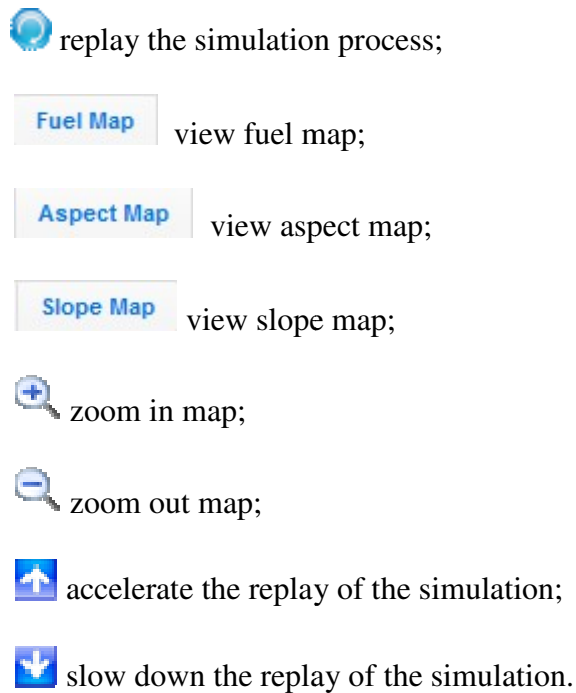 replay the simulation process;
Fuel Map view fuel map;
Aspect Map view aspect map;
Slope Map view slope map;
zoom in map;
zoom out map;
accelerate the replay of the simulation;
slow down the replay of the simulation.